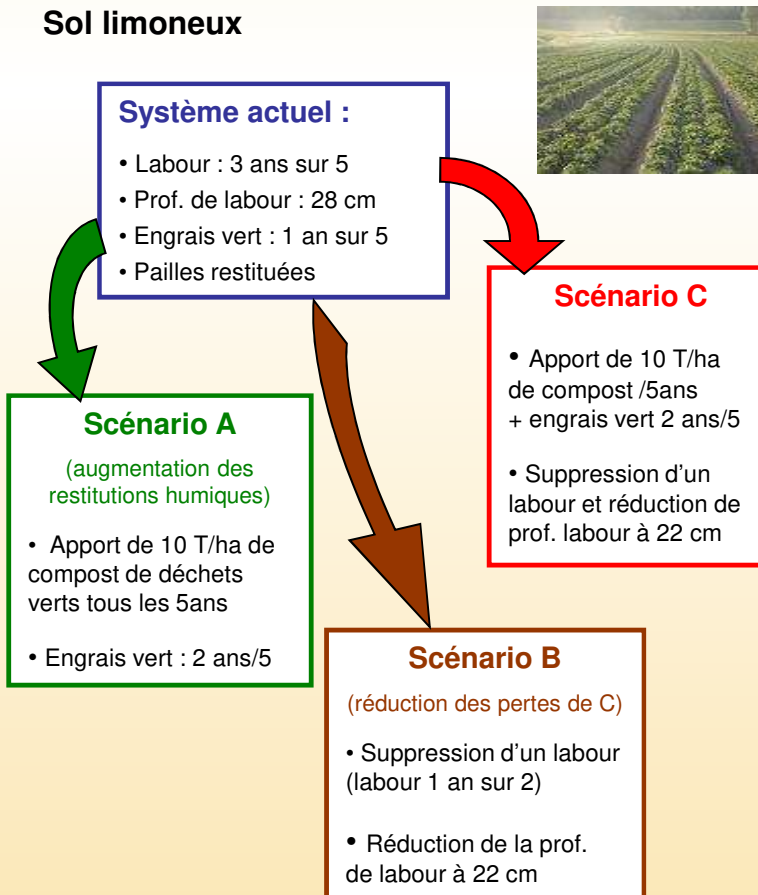 Sol limoneux
Système actuel :
• Labour : 3 ans sur 5
• Prof. de labour : 28 cm
• Engrais vert : 1 an sur 5
• Pailles restituées
Scénario A
(augmentation des
restitutions humiques)
• Apport de 10 T/ha de
compost de déchets
verts tous les 5ans
• Engrais vert : 2 ans/5
Scénario B
(réduction des pertes de C)
• Suppression d'un labour
(labour 1 an sur 2)
• Réduction de la prof.
de labour à 22 cm
Scénario C
• Apport de 10 T/ha
de compost /5ans
+ engrais vert 2 ans/5
• Suppression d'un
labour et réduction de
prof. labour à 22 cm